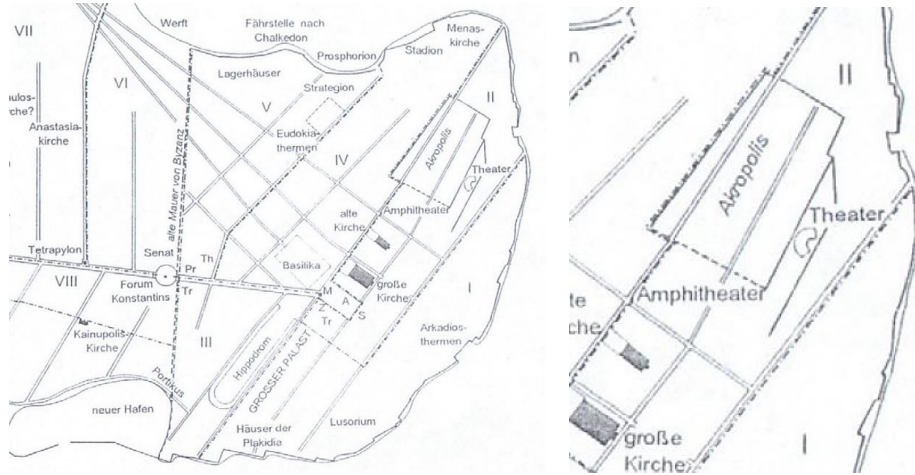 VII
Werft
Fährstelle nach
Chalkedon
Menas-
kirche
Stadion
Prosphorion
Lagerhäuser
VI
Strategion
V
II
Anastasia-
kirche
Eudokia-
thermen
alte Mauer von Byzanz
IV
Akropolis
Theater
Amphitheater
alte
Kirche
Tetrapylon
Senat
Pr
Th
Basilika
große
Kirche
I
VIII
Forum
Konstantins
Tr
M
A
Z
Tr
S
Arkadios-
thermen
Kainupolis-
Kirche
III
Hippodrom
GROSSER PALAST
Portikus
neuer Hafen
Häuser der
Plakidia
Lusorium
II
Akropolis
Theater
Amphitheater
große
Kirche
I